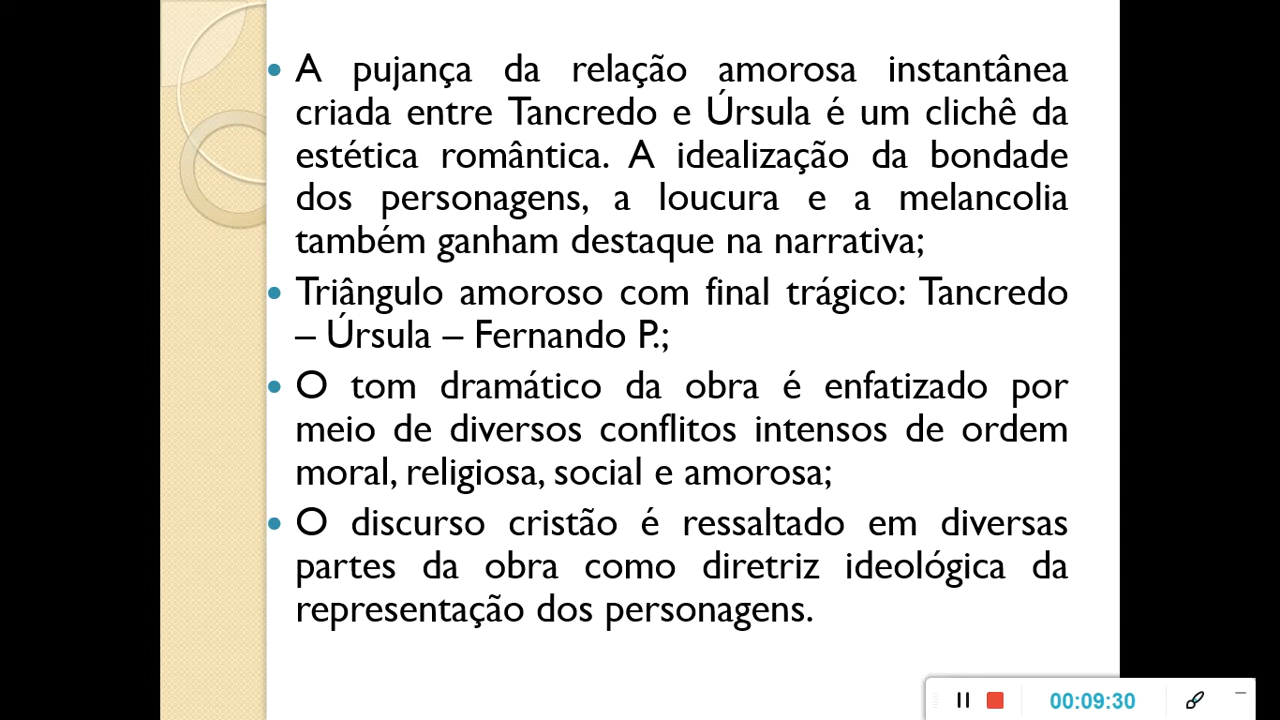 • A pujança da relação amorosa instantânea
criada entre Tancredo e Úrsula é um clichê da
estética romântica. A idealização da bondade
dos personagens, a loucura e a melancolia
também ganham destaque na narrativa;
• Triângulo amoroso com final trágico: Tancredo
– Úrsula – Fernando P.;
• O tom dramático da obra é enfatizado por
meio de diversos conflitos intensos de ordem
moral, religiosa, social e amorosa;
• O discurso cristão é ressaltado em diversas
partes da obra como diretriz ideológica da
representação dos personagens.
00:09:30